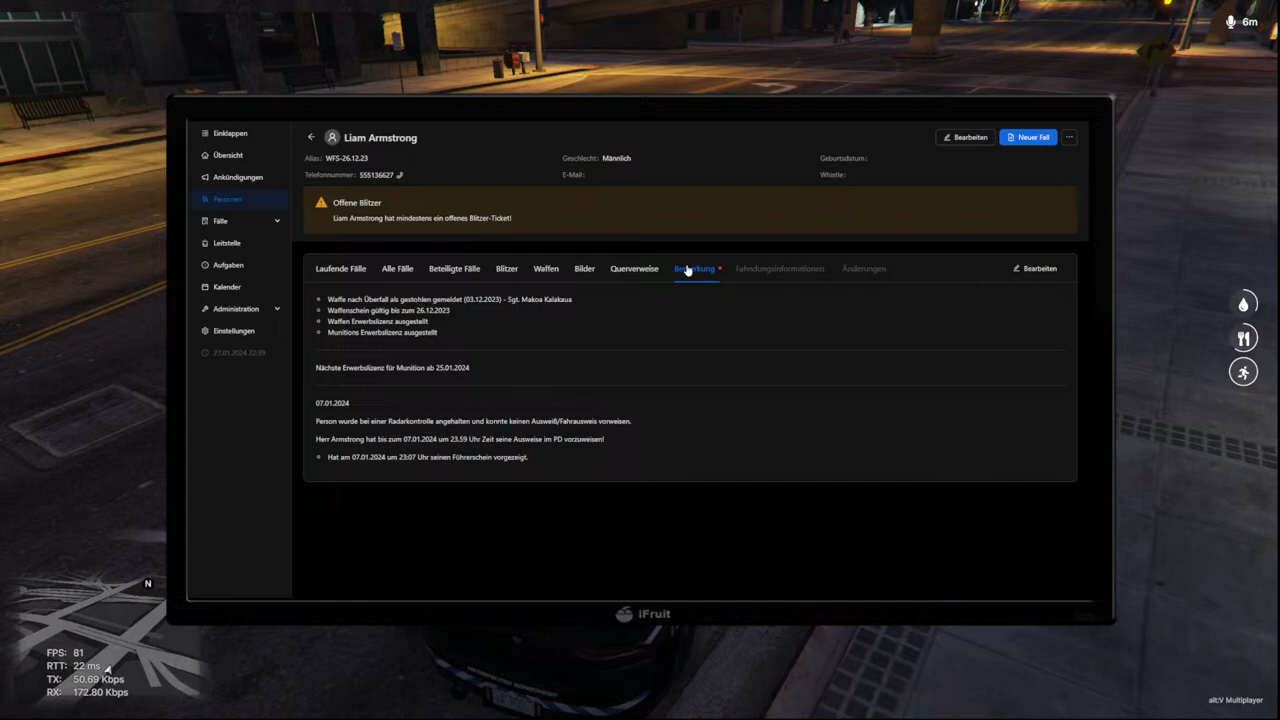 6m
Einklappen
Übersicht
Ankündigungen
Personen
Fälle
Leitstelle
Aufgaben
Kalender
Administration
Einstellungen
27.01.2024 22:39
Liam Armstrong
Bearbeiten
Neuer Fall
Alias: WFS-26.12.23
Geschlecht: Männlich
Geburtsdatum:
Telefonnummer: 555136627
E-Mail:
Whistle:
Offene Blitzer
Liam Armstrong hat mindestens ein offenes Blitzer-Ticket!
Laufende Fälle Alle Fälle Beteiligte Fälle Blitzer Waffen Bilder Querverweise Bemerkung Fahndungsinformationen Änderungen Bearbeiten
Waffe nach Überfall als gestohlen gemeldet (03.12.2023) - Sgt. Makoa Kalakaua
Waffenschein gültig bis zum 26.12.2023
Waffen Erwerbslizenz ausgestellt
Munitions Erwerbslizenz ausgestellt
Nächste Erwerbslizenz für Munition ab 25.01.2024
07.01.2024
Person wurde bei einer Radarkontrolle angehalten und konnte keinen Ausweiß/Fahrausweis vorweisen.
Herr Armstrong hat bis zum 07.01.2024 um 23.59 Uhr Zeit seine Ausweise im PD vorzuweisen!
Hat am 07.01.2024 um 23:07 Uhr seinen Führerschein vorgezeigt.
iFruit
N
FPS: 81
RTT: 22 ms
TX: 50.69 Kbps
RX: 172.80 Kbps
alt:V Multiplayer